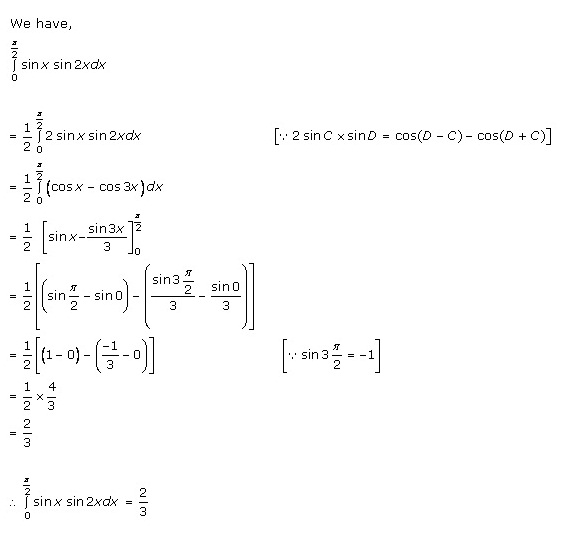 We have,
∫₀^(π/2) sin x sin 2x dx
= 1/2 ∫₀^(π/2) 2 sin x sin 2x dx [∵ 2 sin C × sin D = cos(D − C) − cos(D + C)]
= 1/2 ∫₀^(π/2) (cos x − cos 3x) dx
= 1/2 [sin x − sin 3x/3]₀^(π/2)
= 1/2 [(sin π/2 − sin 0) − (sin 3 π/2 / 3 − sin 0/3)]
= 1/2 [(1 − 0) − (−1/3 − 0)] [∵ sin 3 π/2 = −1]
= 1/2 × 4/3
= 2/3
∴ ∫₀^(π/2) sin x sin 2x dx = 2/3